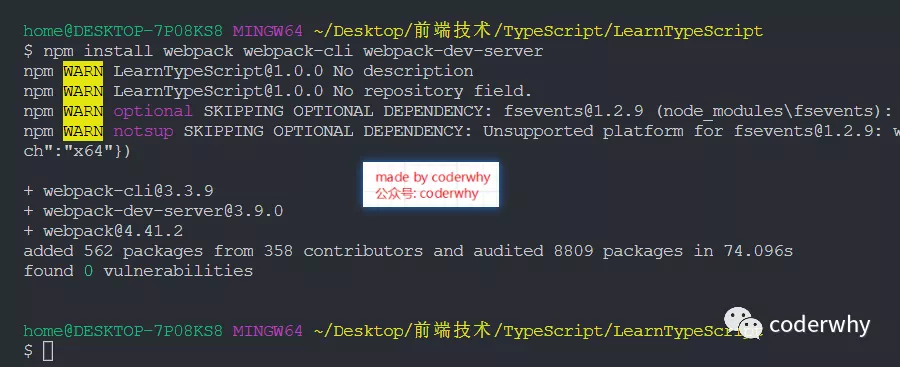 home@DESKTOP-7P08KS8 MINGW64 ~/Desktop/前端技术/TypeScript/LearnTypeScript
$ npm install webpack webpack-cli webpack-dev-server
npm WARN LearnTypeScript@1.0.0 No description
npm WARN LearnTypeScript@1.0.0 No repository field.
npm WARN optional SKIPPING OPTIONAL DEPENDENCY: fsevents@1.2.9 (node_modules\fsevents):
npm WARN notsup SKIPPING OPTIONAL DEPENDENCY: Unsupported platform for fsevents@1.2.9: w
ch":"x64"})
made by coderwhy
公众号: coderwhy
+ webpack-cli@3.3.9
+ webpack-dev-server@3.9.0
+ webpack@4.41.2
added 562 packages from 358 contributors and audited 8809 packages in 74.096s
found 0 vulnerabilities
home@DESKTOP-7P08KS8 MINGW64 ~/Desktop/前端技术/TypeScript/LearnTypeScript
$
coderwhy